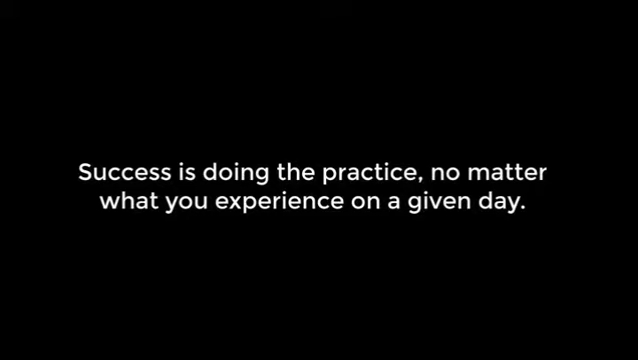 Success is doing the practice, no matter
what you experience on a given day.